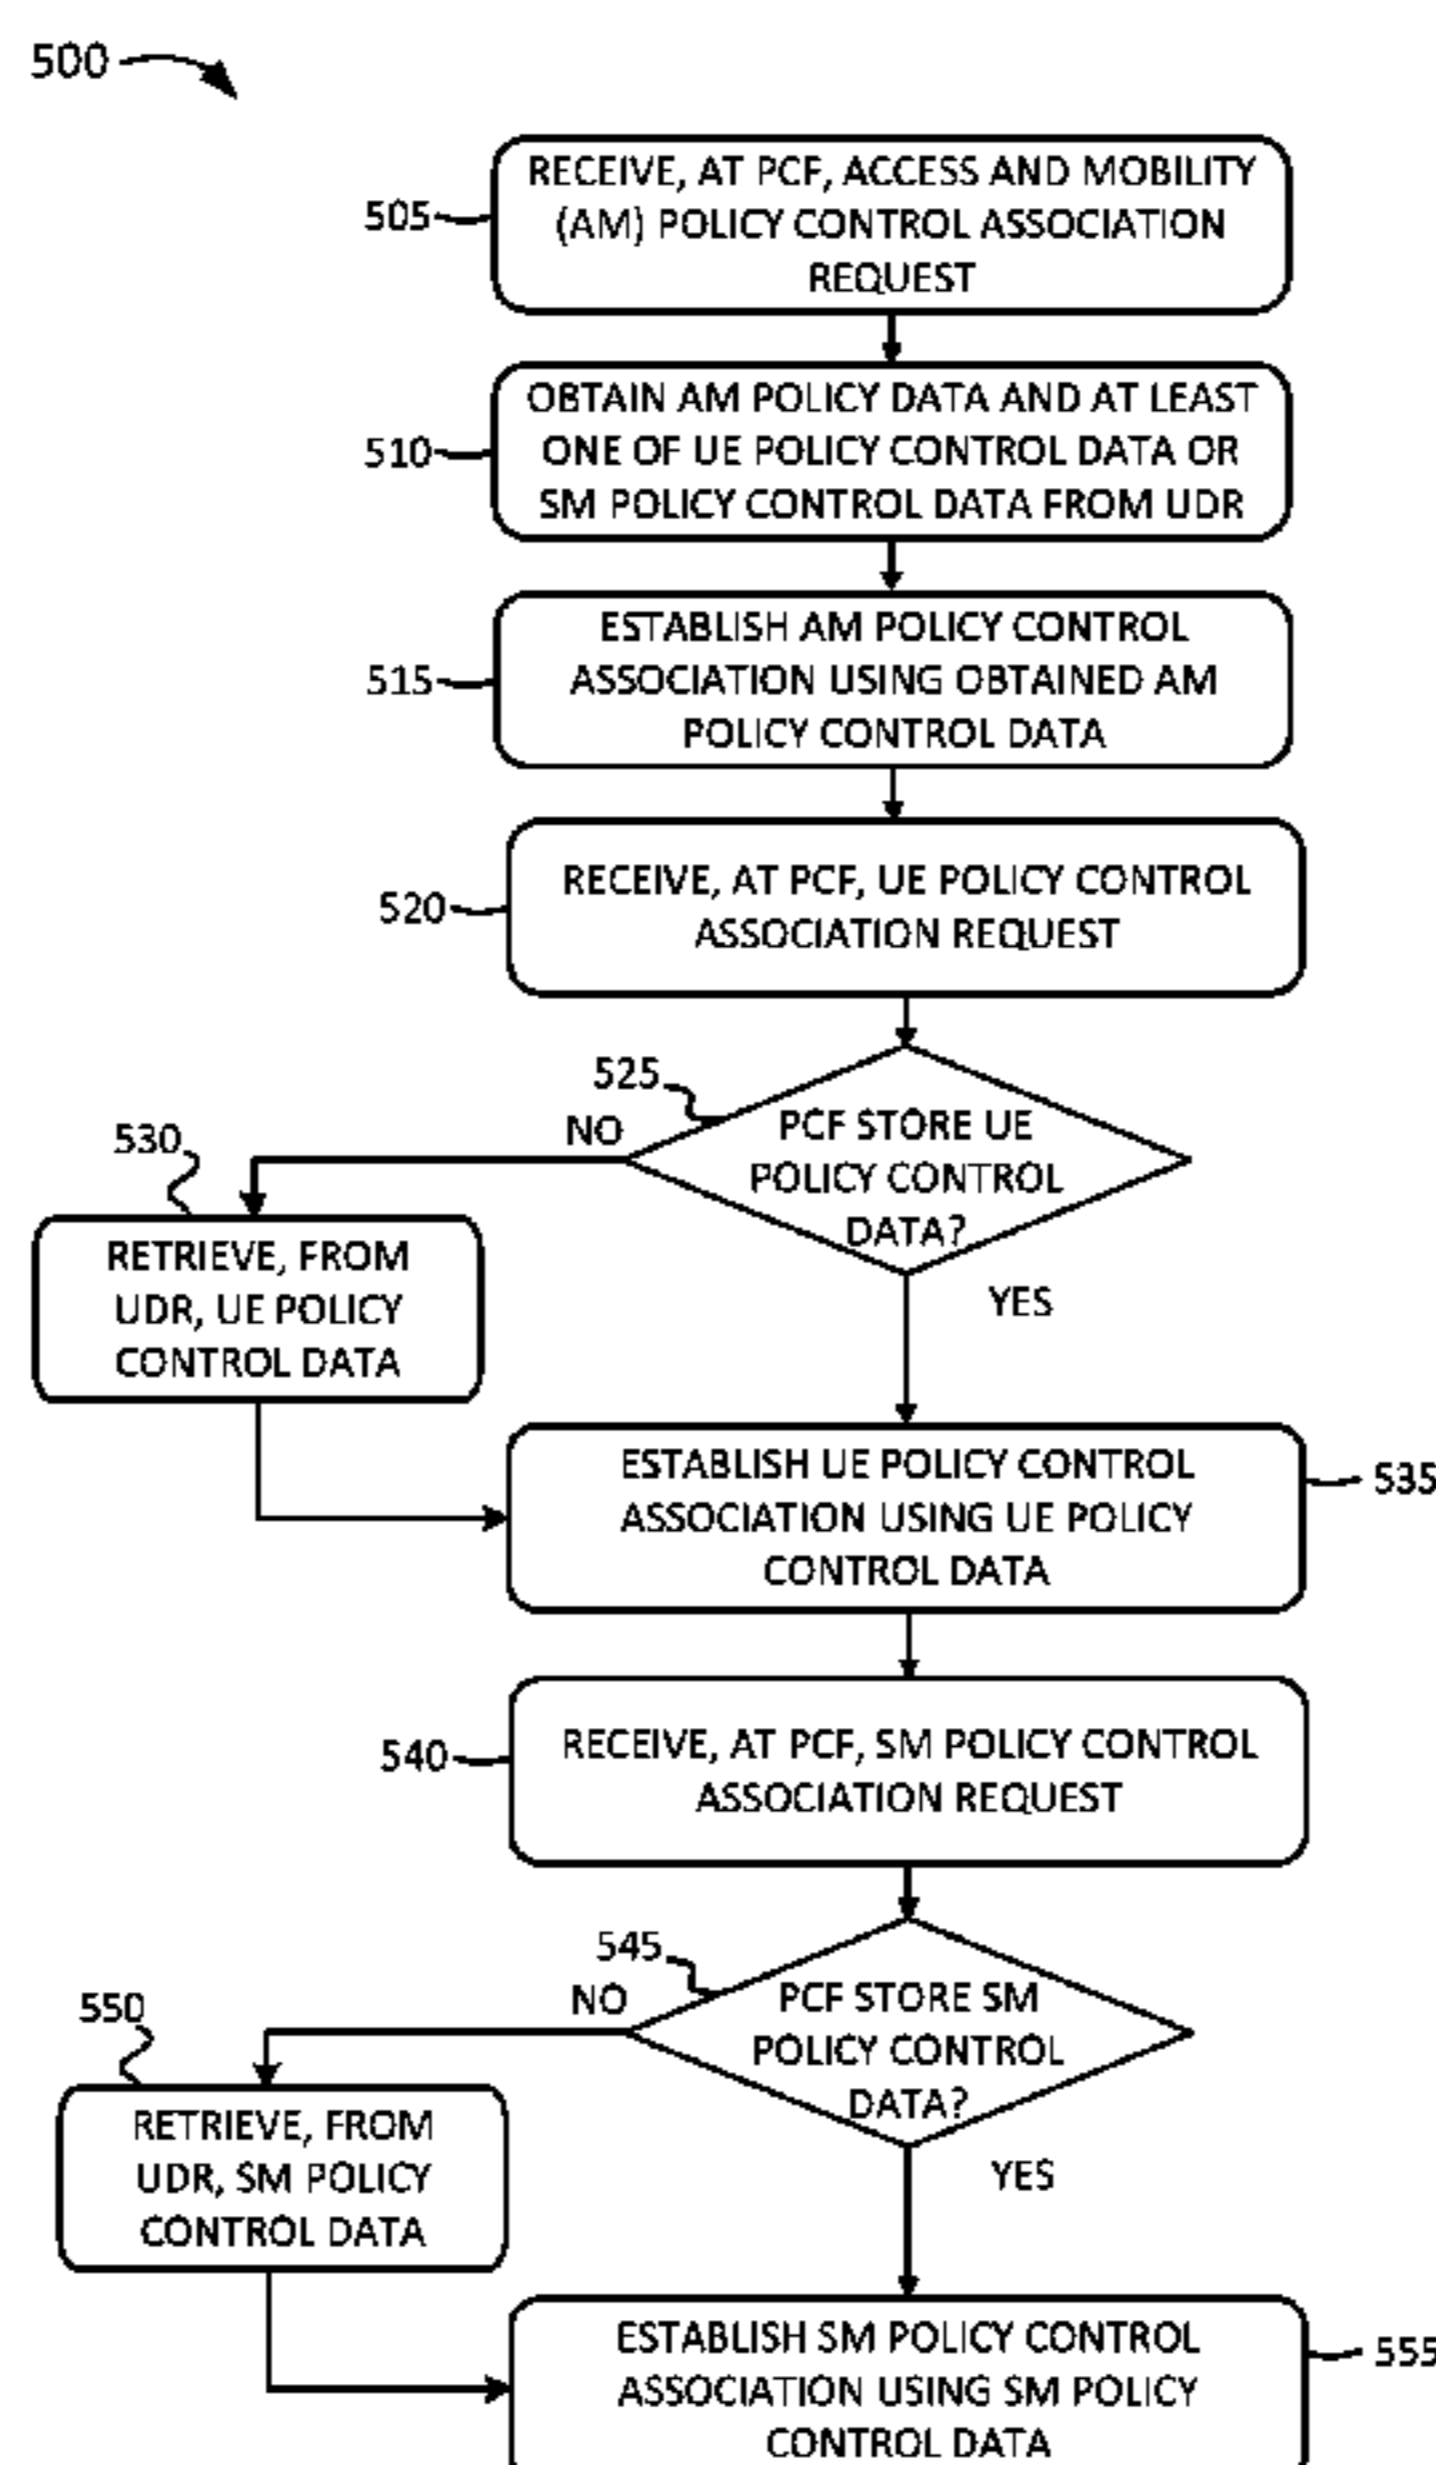 500
RECEIVE, AT PCF, ACCESS AND MOBILITY
(AM) POLICY CONTROL ASSOCIATION
REQUEST
505
OBTAIN AM POLICY DATA AND AT LEAST
ONE OF UE POLICY CONTROL DATA OR
SM POLICY CONTROL DATA FROM UDR
510
ESTABLISH AM POLICY CONTROL
ASSOCIATION USING OBTAINED AM
POLICY CONTROL DATA
515
RECEIVE, AT PCF, UE POLICY CONTROL
ASSOCIATION REQUEST
520
525
PCF STORE UE
POLICY CONTROL
DATA?
NO
YES
530
RETRIEVE, FROM
UDR, UE POLICY
CONTROL DATA
ESTABLISH UE POLICY CONTROL
ASSOCIATION USING UE POLICY
CONTROL DATA
535
RECEIVE, AT PCF, SM POLICY CONTROL
ASSOCIATION REQUEST
540
545
PCF STORE SM
POLICY CONTROL
DATA?
NO
YES
550
RETRIEVE, FROM
UDR, SM POLICY
CONTROL DATA
ESTABLISH SM POLICY CONTROL
ASSOCIATION USING SM POLICY
CONTROL DATA
555